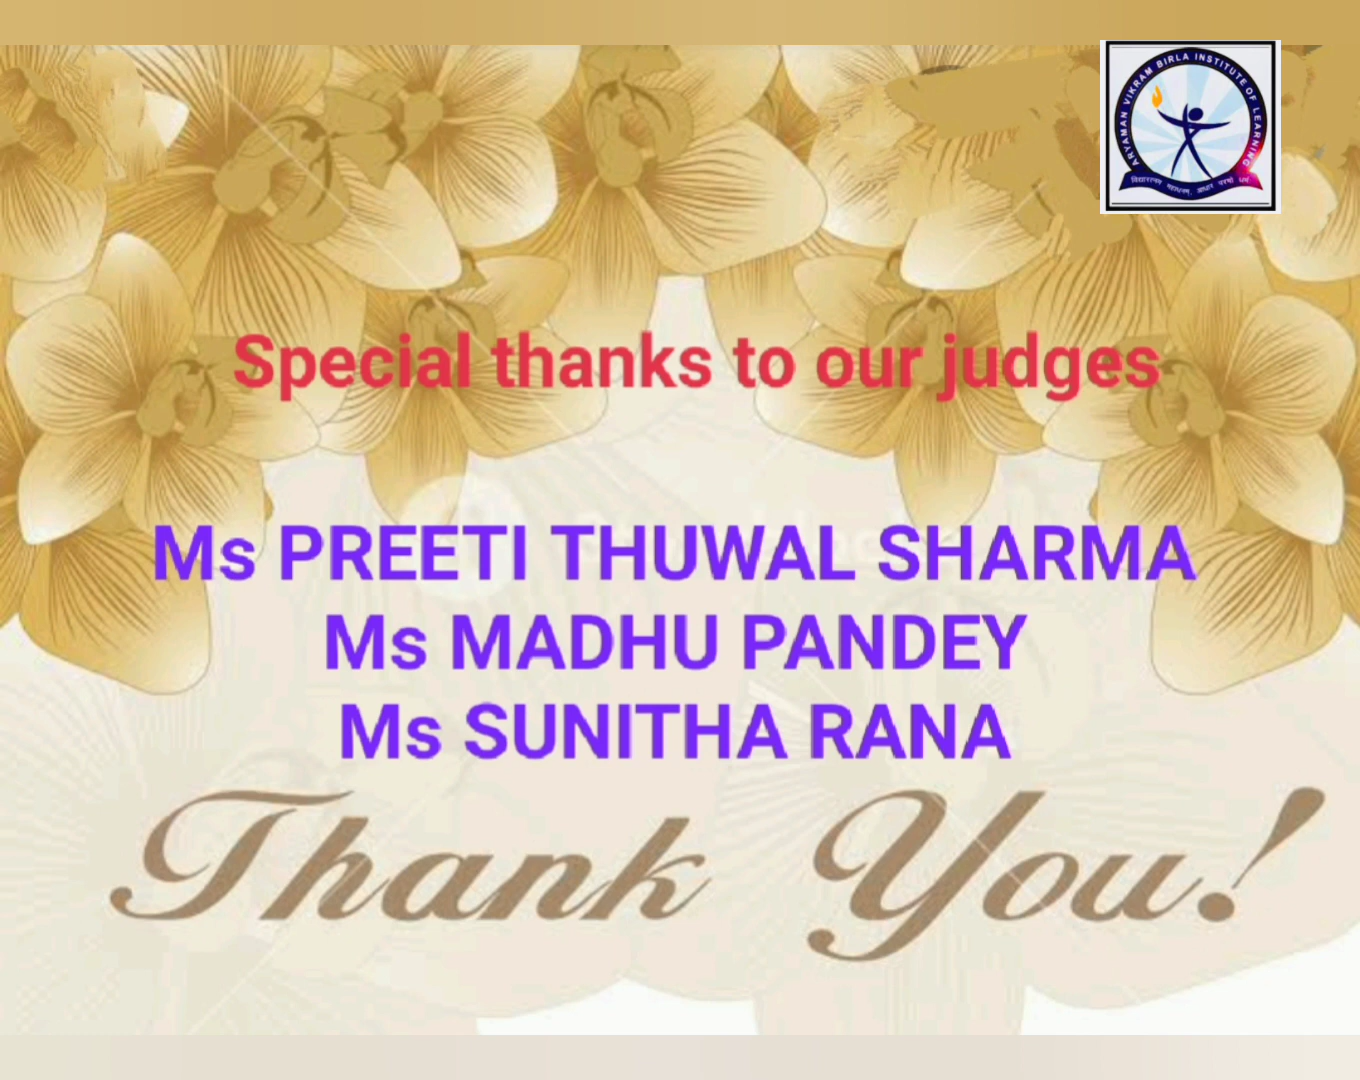 ARYAMAN VIKRAM BIRLA INSTITUTE OF LEARNING
Special thanks to our judges
Ms PREETI THUWAL SHARMA
Ms MADHU PANDEY
Ms SUNITHA RANA
Thank You!